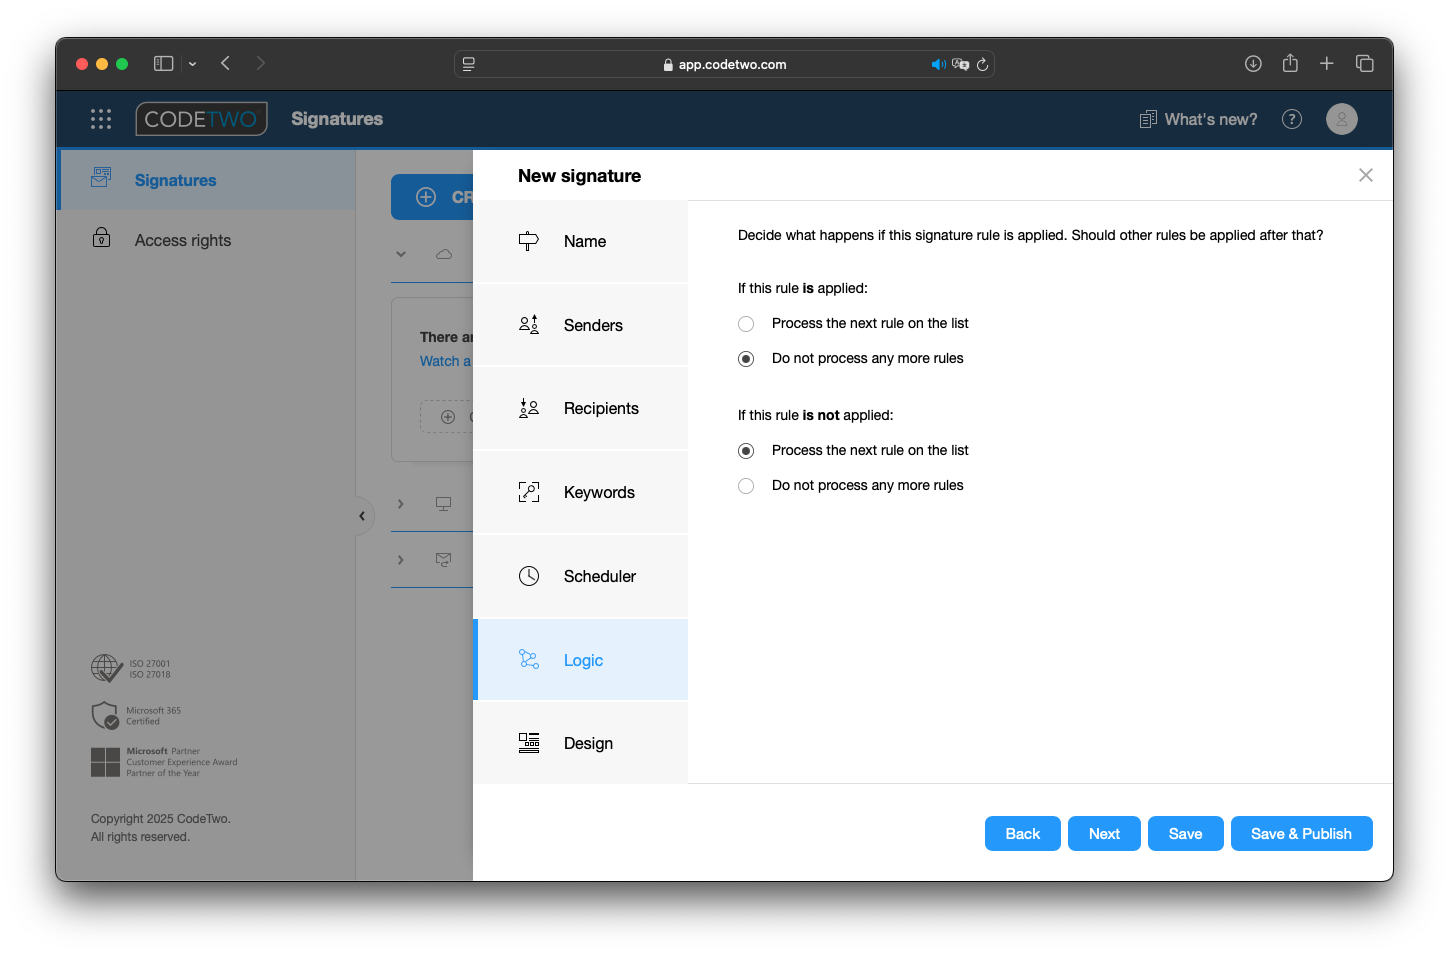 app.codetwo.com
CODETWO
Signatures
What's new?
Signatures
Access rights
CR
There a
Watch a
New signature
Name
Senders
Recipients
Keywords
Scheduler
Logic
Design
Decide what happens if this signature rule is applied. Should other rules be applied after that?
If this rule is applied:
Process the next rule on the list
Do not process any more rules
If this rule is not applied:
Process the next rule on the list
Do not process any more rules
ISO 27001
ISO 27018
Microsoft 365
Certified
Microsoft Partner
Customer Experience Award
Partner of the Year
Copyright 2025 CodeTwo.
All rights reserved.
Back
Next
Save
Save & Publish